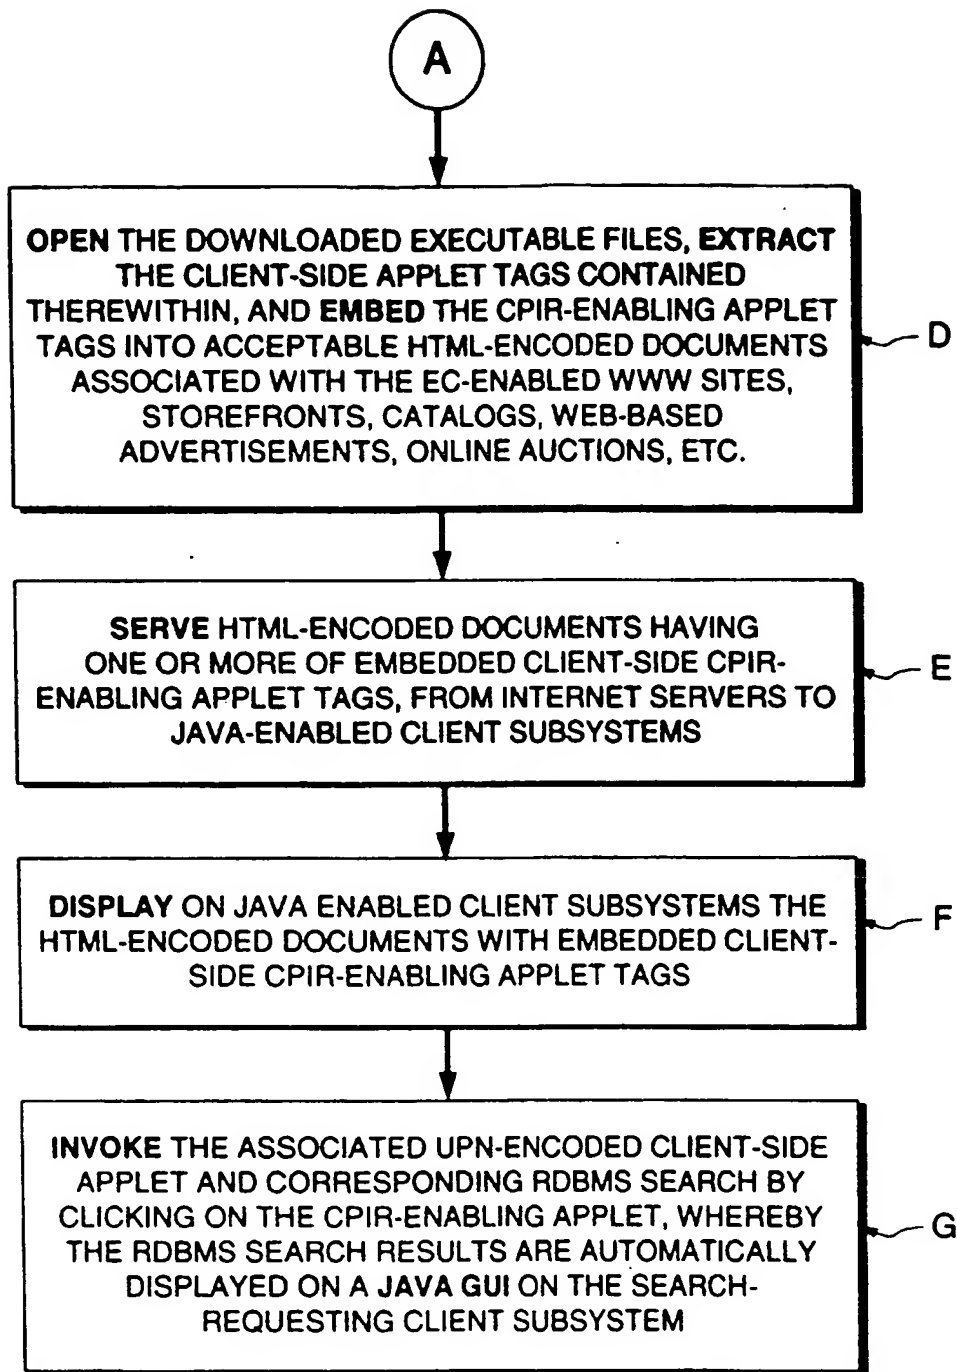 A
OPEN THE DOWNLOADED EXECUTABLE FILES, EXTRACT
THE CLIENT-SIDE APPLET TAGS CONTAINED
THEREWITHIN, AND EMBED THE CPIR-ENABLING APPLET
TAGS INTO ACCEPTABLE HTML-ENCODED DOCUMENTS
ASSOCIATED WITH THE EC-ENABLED WWW SITES,
STOREFRONTS, CATALOGS, WEB-BASED
ADVERTISEMENTS, ONLINE AUCTIONS, ETC.
D
SERVE HTML-ENCODED DOCUMENTS HAVING
ONE OR MORE OF EMBEDDED CLIENT-SIDE CPIR-
ENABLING APPLET TAGS, FROM INTERNET SERVERS TO
JAVA-ENABLED CLIENT SUBSYSTEMS
E
DISPLAY ON JAVA ENABLED CLIENT SUBSYSTEMS THE
HTML-ENCODED DOCUMENTS WITH EMBEDDED CLIENT-
SIDE CPIR-ENABLING APPLET TAGS
F
INVOKE THE ASSOCIATED UPN-ENCODED CLIENT-SIDE
APPLET AND CORRESPONDING RDBMS SEARCH BY
CLICKING ON THE CPIR-ENABLING APPLET, WHEREBY
THE RDBMS SEARCH RESULTS ARE AUTOMATICALLY
DISPLAYED ON A JAVA GUI ON THE SEARCH-
REQUESTING CLIENT SUBSYSTEM
G